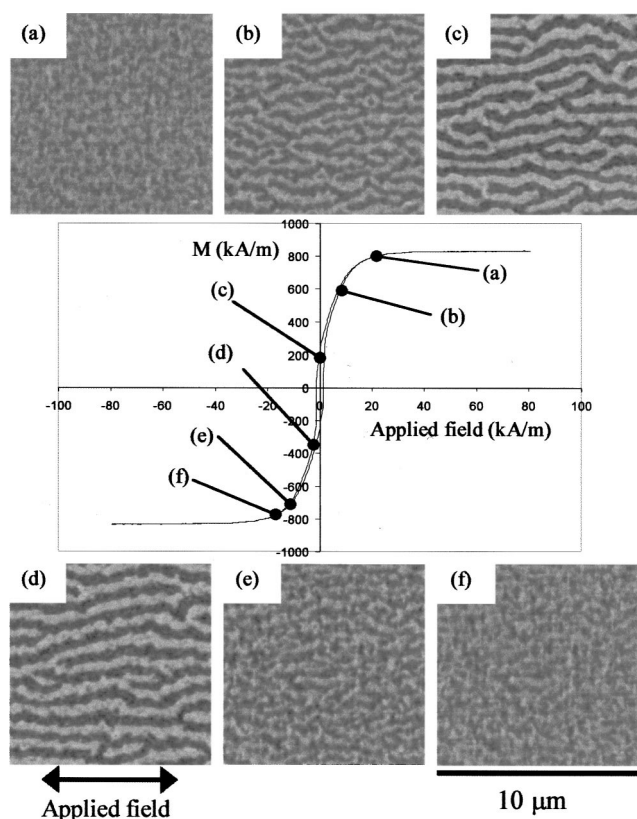 (a)
(b)
(c)
1000
M (kA/m)
800
(a)
600
(c)
(b)
400
200
(d)
0
-100 -80 -60 -40 -20 0 20 40 60 80 100
-200
Applied field (kA/m)
(e)
-400
(f)
-600
-800
-1000
(d)
(e)
(f)
Applied field
10 μm